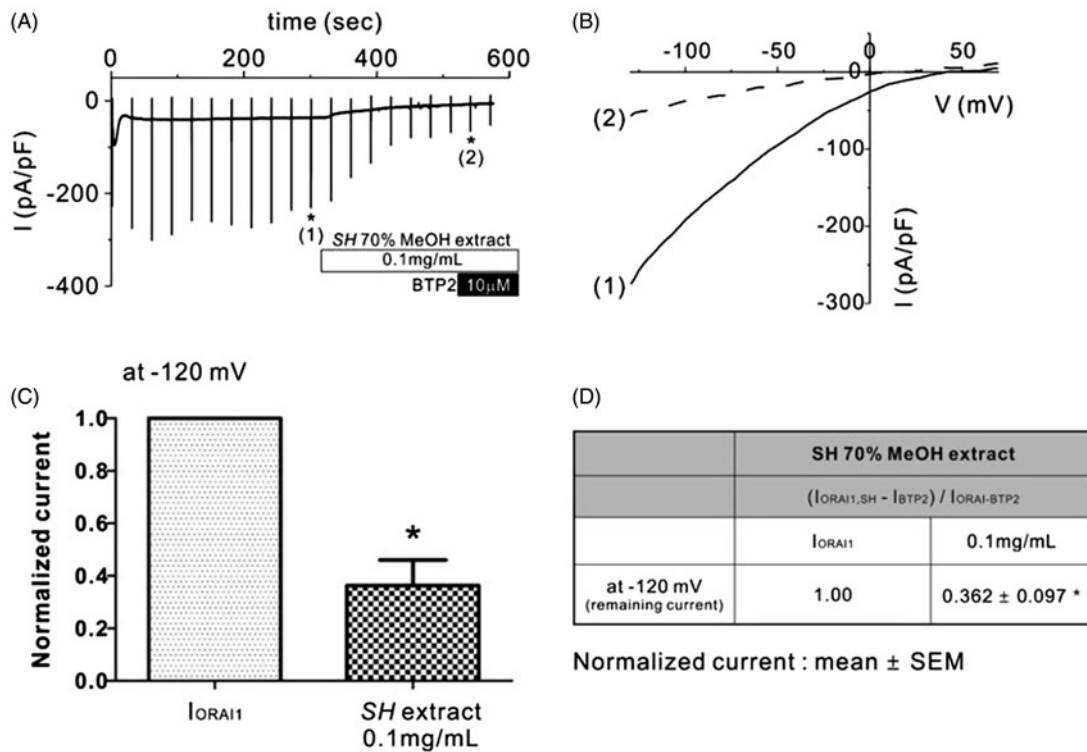 (A)
time (sec)
0 200 400 600
0
-200
-400
I (pA/pF)
*
(1)
*
(2)
SH 70% MeOH extract
0.1mg/mL
BTP2 10μM
(B)
-100 -50 0 50
V (mV)
0
-100
-200
-300
I (pA/pF)
(2)
(1)
(C)
at -120 mV
Normalized current
1.0
0.8
0.6
0.4
0.2
0.0
*
IORAI1
SH extract
0.1mg/mL
(D)
SH 70% MeOH extract
(IORAI1,SH - IBTP2) / IORAI-BTP2
IORAI1 0.1mg/mL
at -120 mV 1.00 0.362 ± 0.097 *
(remaining current)
Normalized current : mean ± SEM